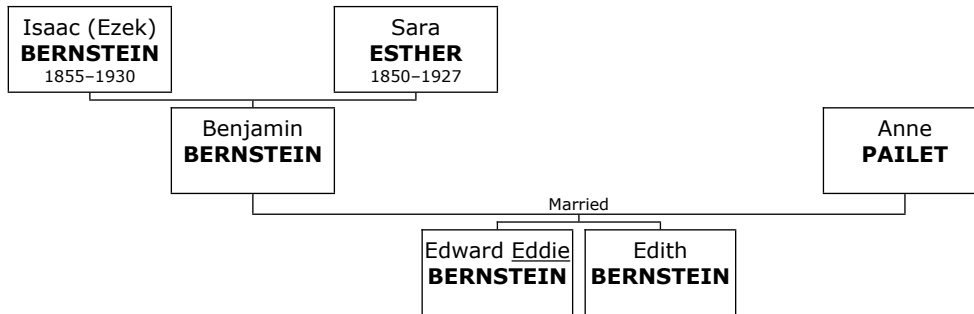 Isaac (Ezek)
BERNSTEIN
1855–1930
Sara
ESTHER
1850–1927
Benjamin
BERNSTEIN
Anne
PAILET
Married
Edward Eddie
BERNSTEIN
Edith
BERNSTEIN